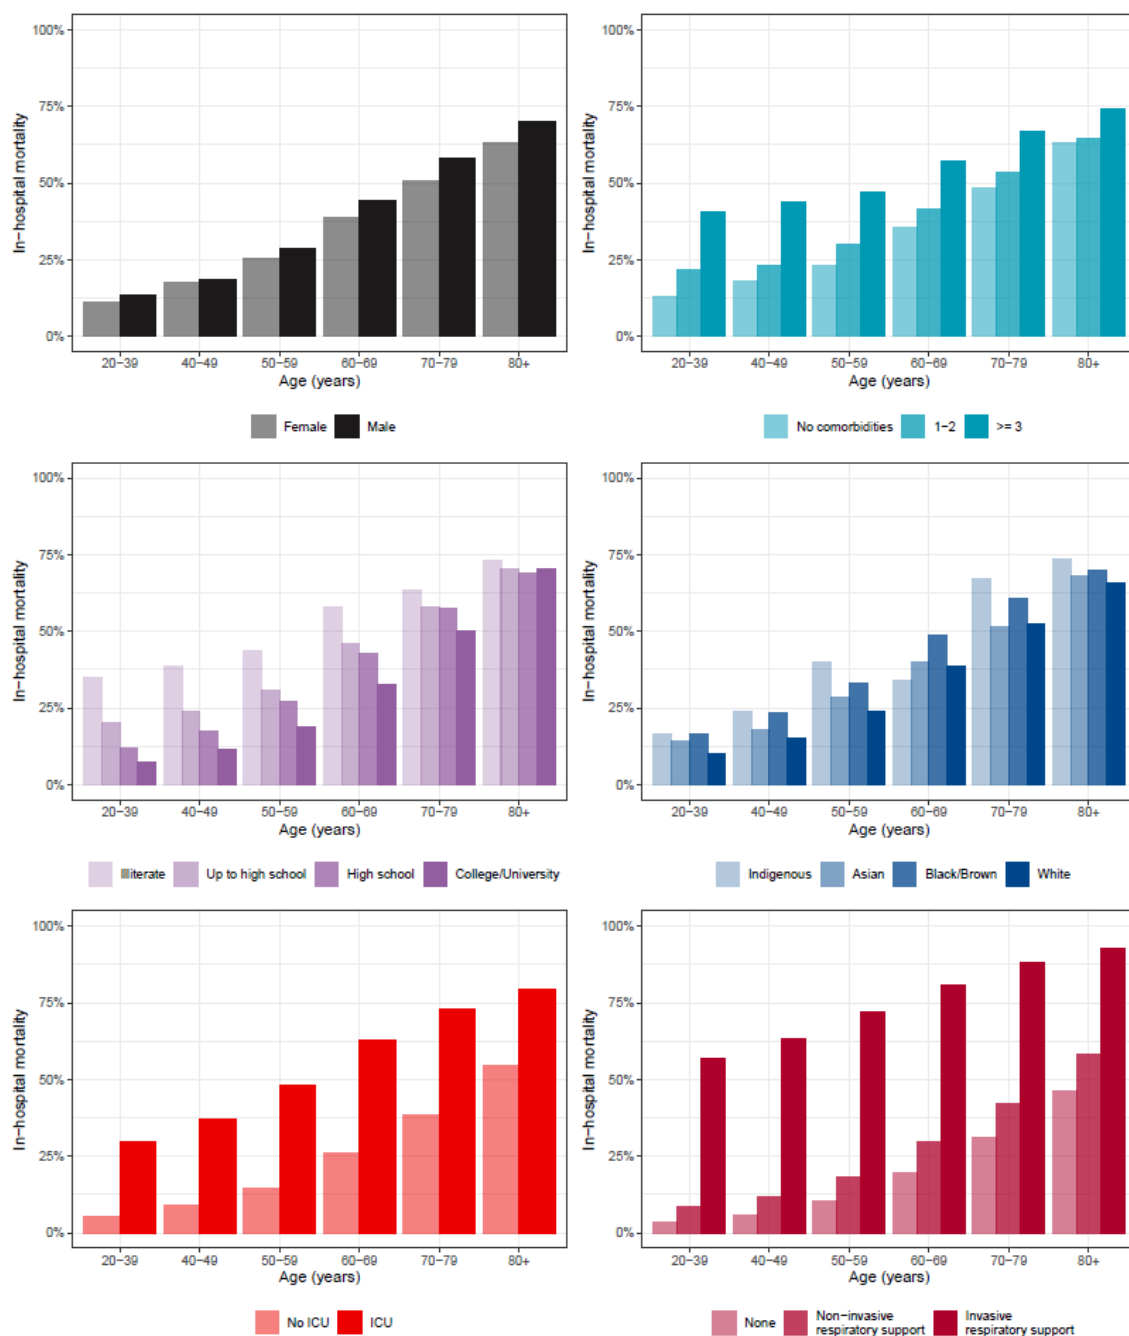 100%
75%
50%
25%
0%
In-hospital mortality
20-39 40-49 50-59 60-69 70-79 80+
Age (years)
Female Male
100%
75%
50%
25%
0%
In-hospital mortality
20-39 40-49 50-59 60-69 70-79 80+
Age (years)
No comorbidities 1-2 >= 3
100%
75%
50%
25%
0%
In-hospital mortality
20-39 40-49 50-59 60-69 70-79 80+
Age (years)
Illiterate Up to high school High school College/University
100%
75%
50%
25%
0%
In-hospital mortality
20-39 40-49 50-59 60-69 70-79 80+
Age (years)
Indigenous Asian Black/Brown White
100%
75%
50%
25%
0%
In-hospital mortality
20-39 40-49 50-59 60-69 70-79 80+
Age (years)
No ICU ICU
100%
75%
50%
25%
0%
In-hospital mortality
20-39 40-49 50-59 60-69 70-79 80+
Age (years)
None Non-invasive
respiratory support Invasive
respiratory support